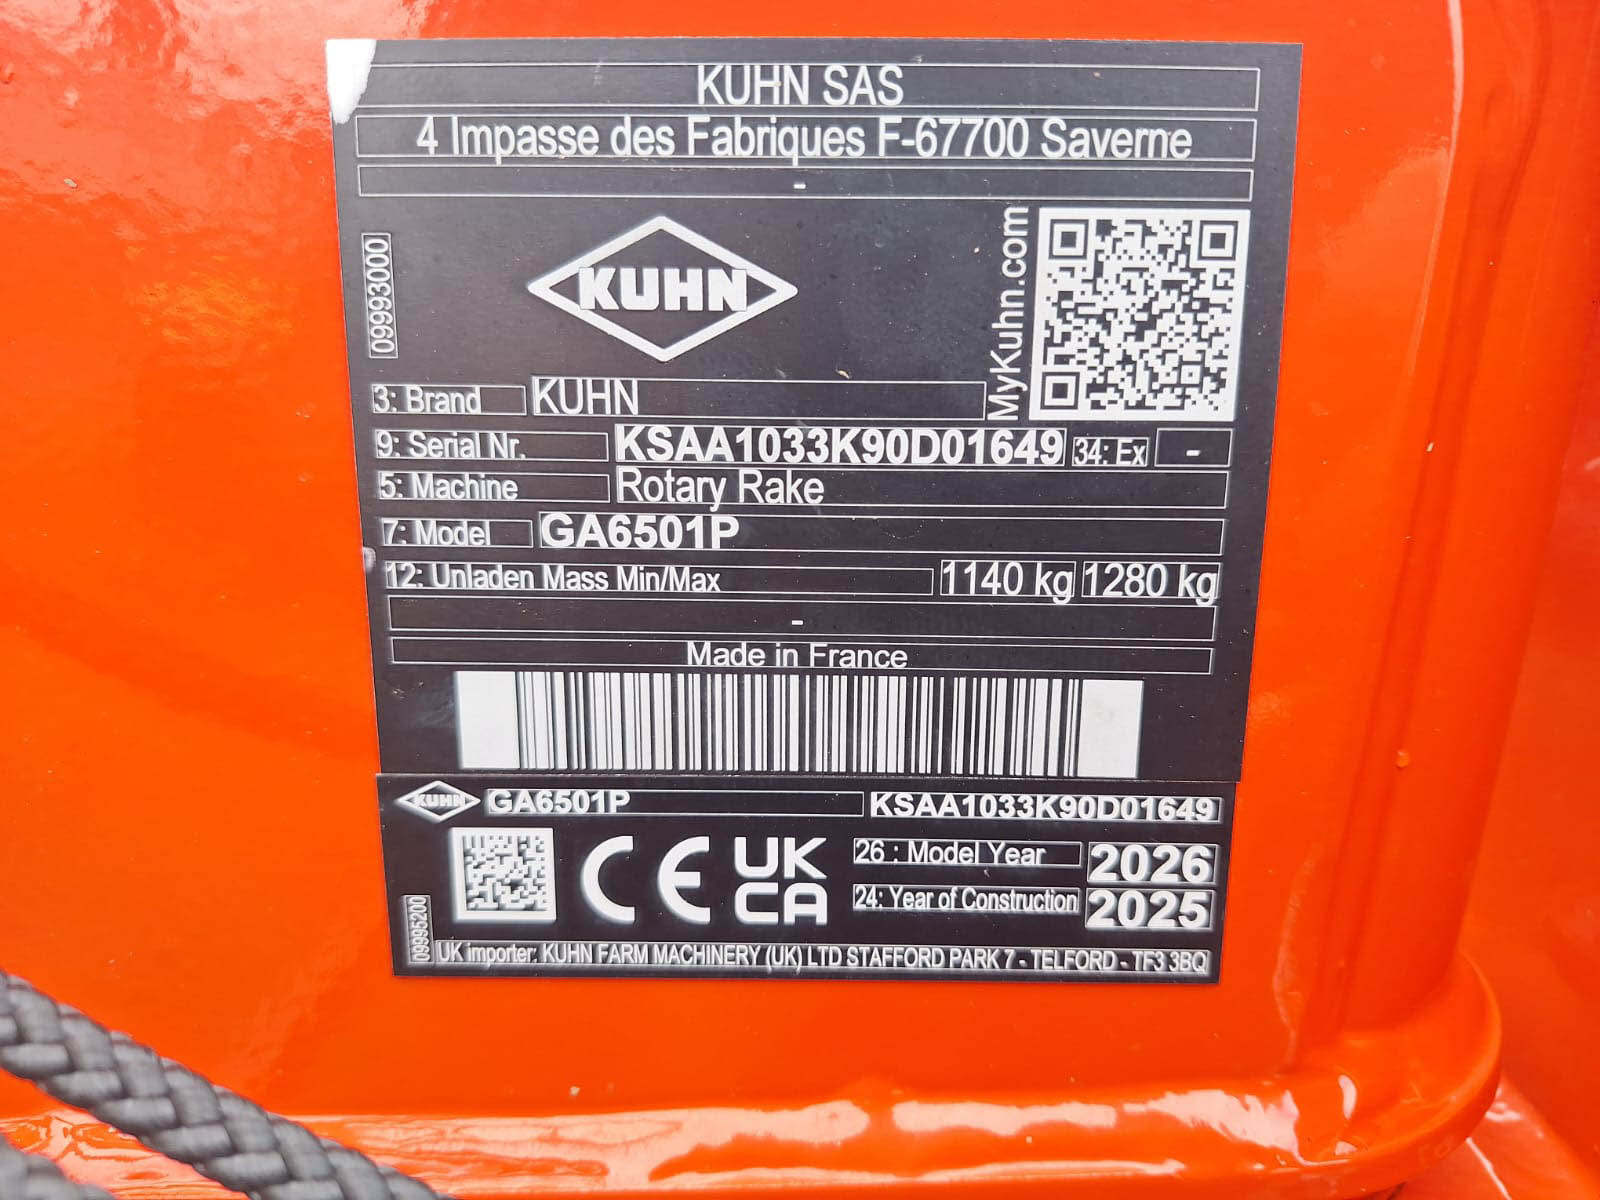 KUHN SAS
4 Impasse des Fabriques F-67700 Saverne
-
09993000
KUHN
MyKuhn.com
3: Brand KUHN
9: Serial Nr. KSAA1033K90D01649 34: Ex -
5: Machine Rotary Rake
7: Model GA6501P
12: Unladen Mass Min/Max 1140 kg 1280 kg
-
Made in France
KUHN GA6501P KSAA1033K90D01649
09995200
CE UK CA
26 : Model Year 2026
24: Year of Construction 2025
UK importer: KUHN FARM MACHINERY (UK) LTD STAFFORD PARK 7 - TELFORD - TF3 3BQ